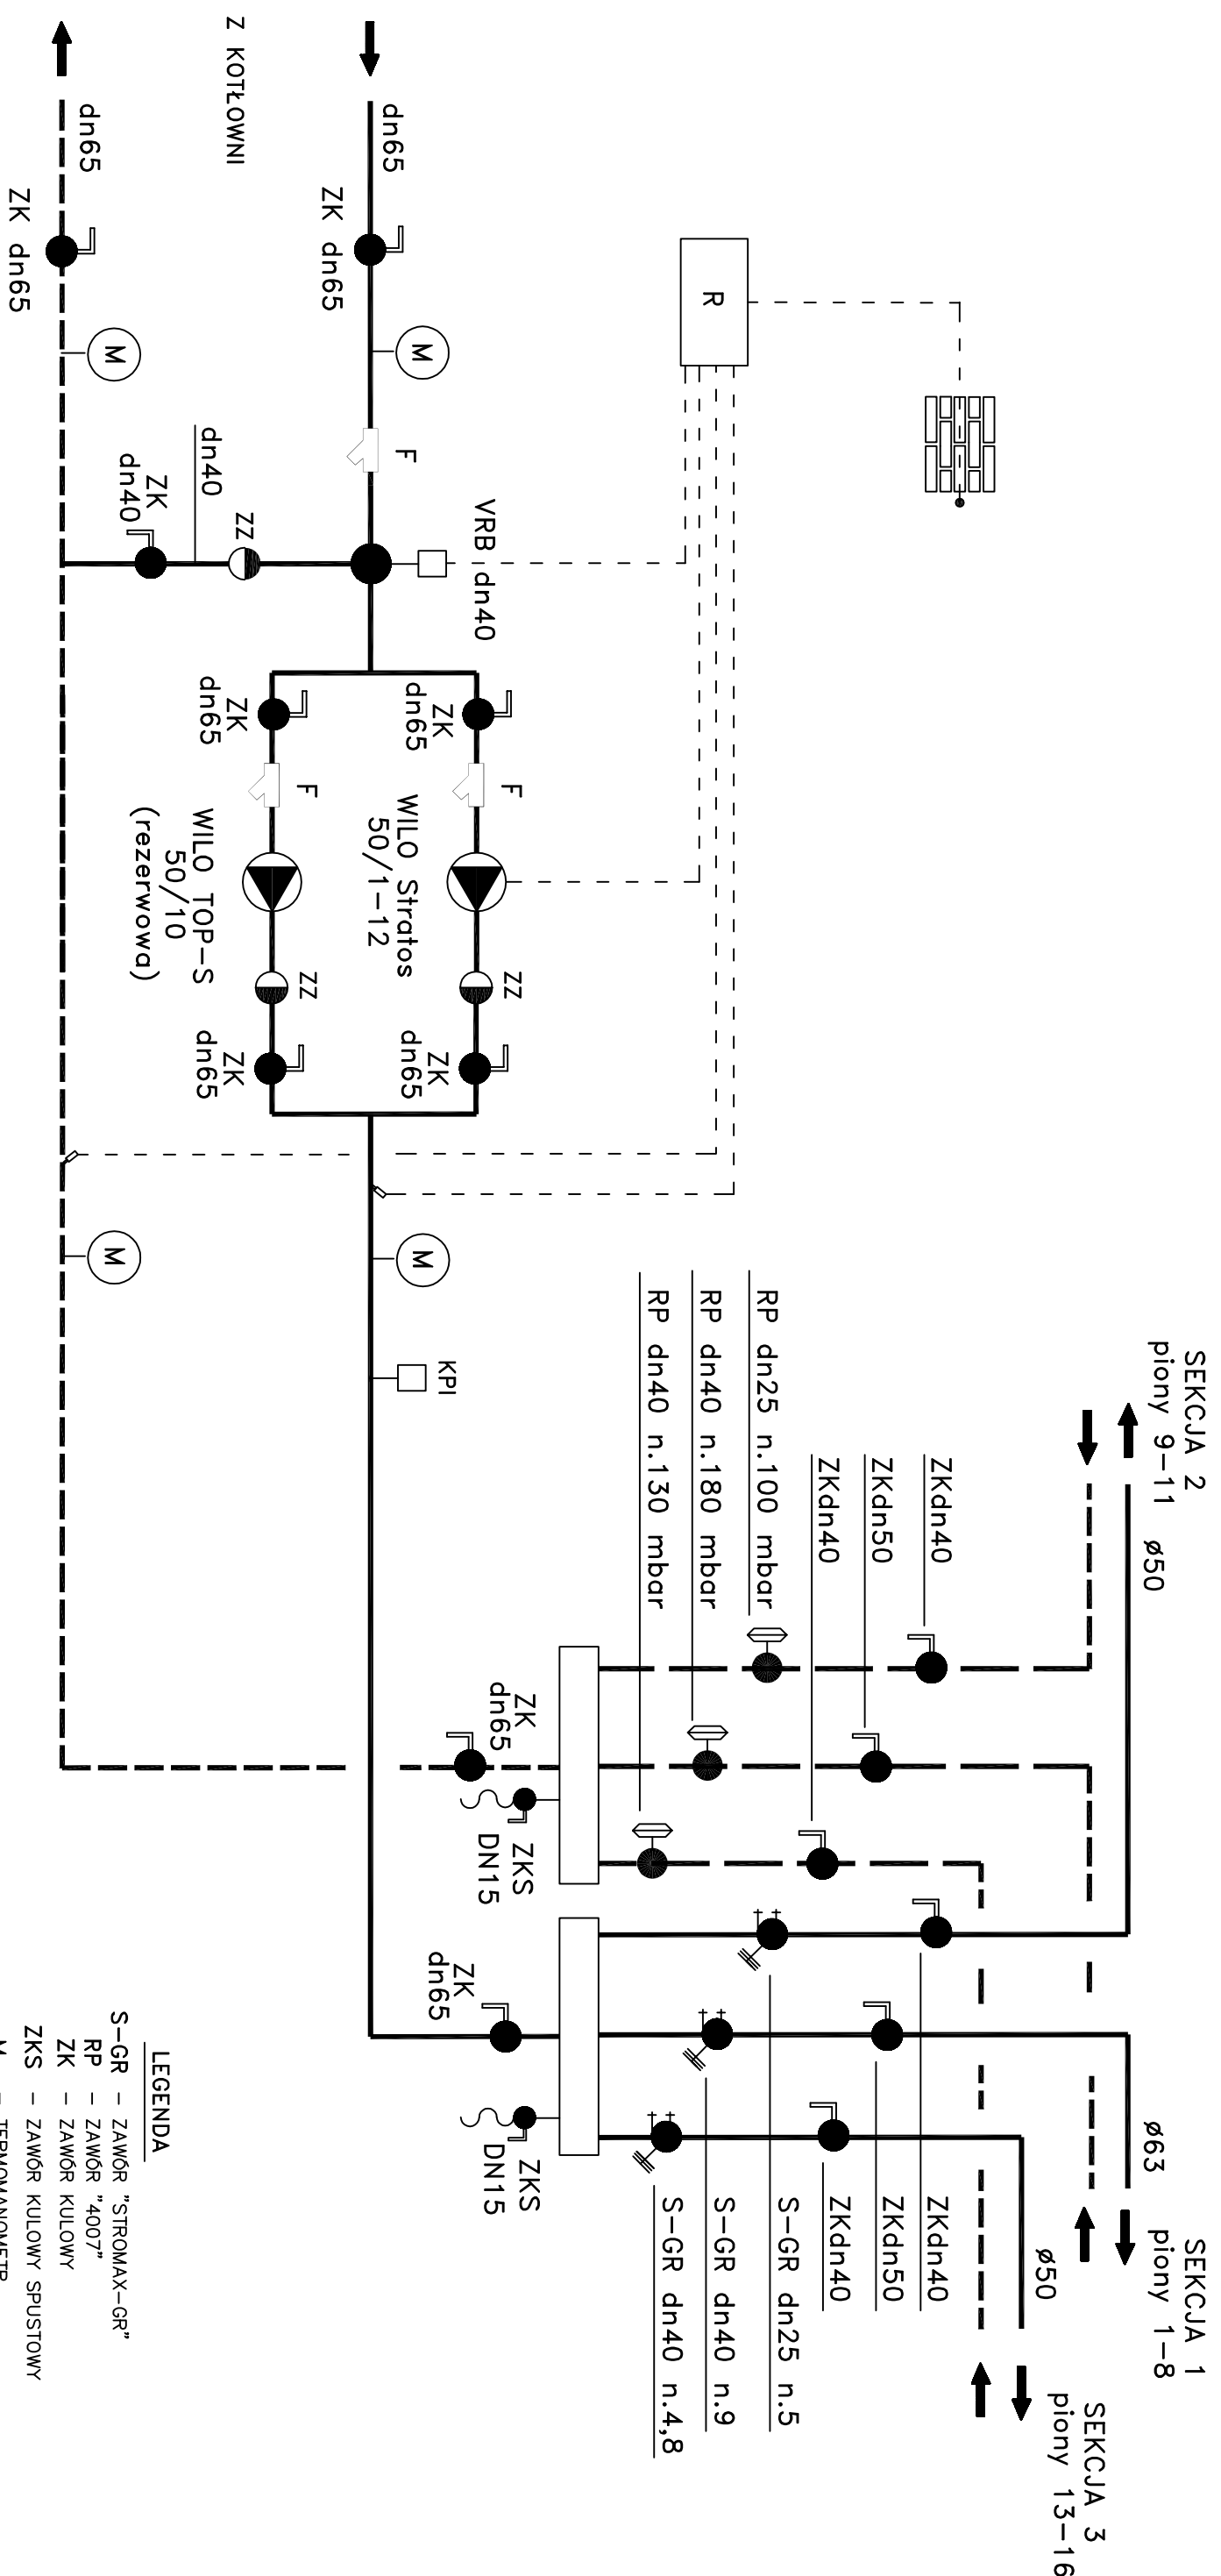 Z KOTŁOWNI
dn65
ZK dn65
dn65
ZK dn65
M
M
F
R
VRB dn40
dn40
ZK
dn40
ZZ
ZK
dn65
ZK
dn65
F
F
WILO Stratos
50/1-12
WILO TOP-S
50/10
(rezerwowa)
ZZ
ZZ
ZK
dn65
ZK
dn65
M
M
KPI
SEKCJA 2
piony 9-11
ø50
ZKdn40
ZKdn50
ZKdn40
RP dn25 n.100 mbar
RP dn40 n.180 mbar
RP dn40 n.130 mbar
ZK
dn65
ZKS
DN15
ZK
dn65
ZKS
DN15
SEKCJA 1
piony 1-8
ø63
SEKCJA 3
piony 13-16
ø50
ZKdn40
ZKdn50
ZKdn40
S-GR dn25 n.5
S-GR dn40 n.9
S-GR dn40 n.4,8
LEGENDA
S-GR - ZAWÓR "STROMAX-GR"
RP - ZAWÓR "4007"
ZK - ZAWÓR KULOWY
ZKS - ZAWÓR KULOWY SPUSTOWY
M - TERMOMANOMETR